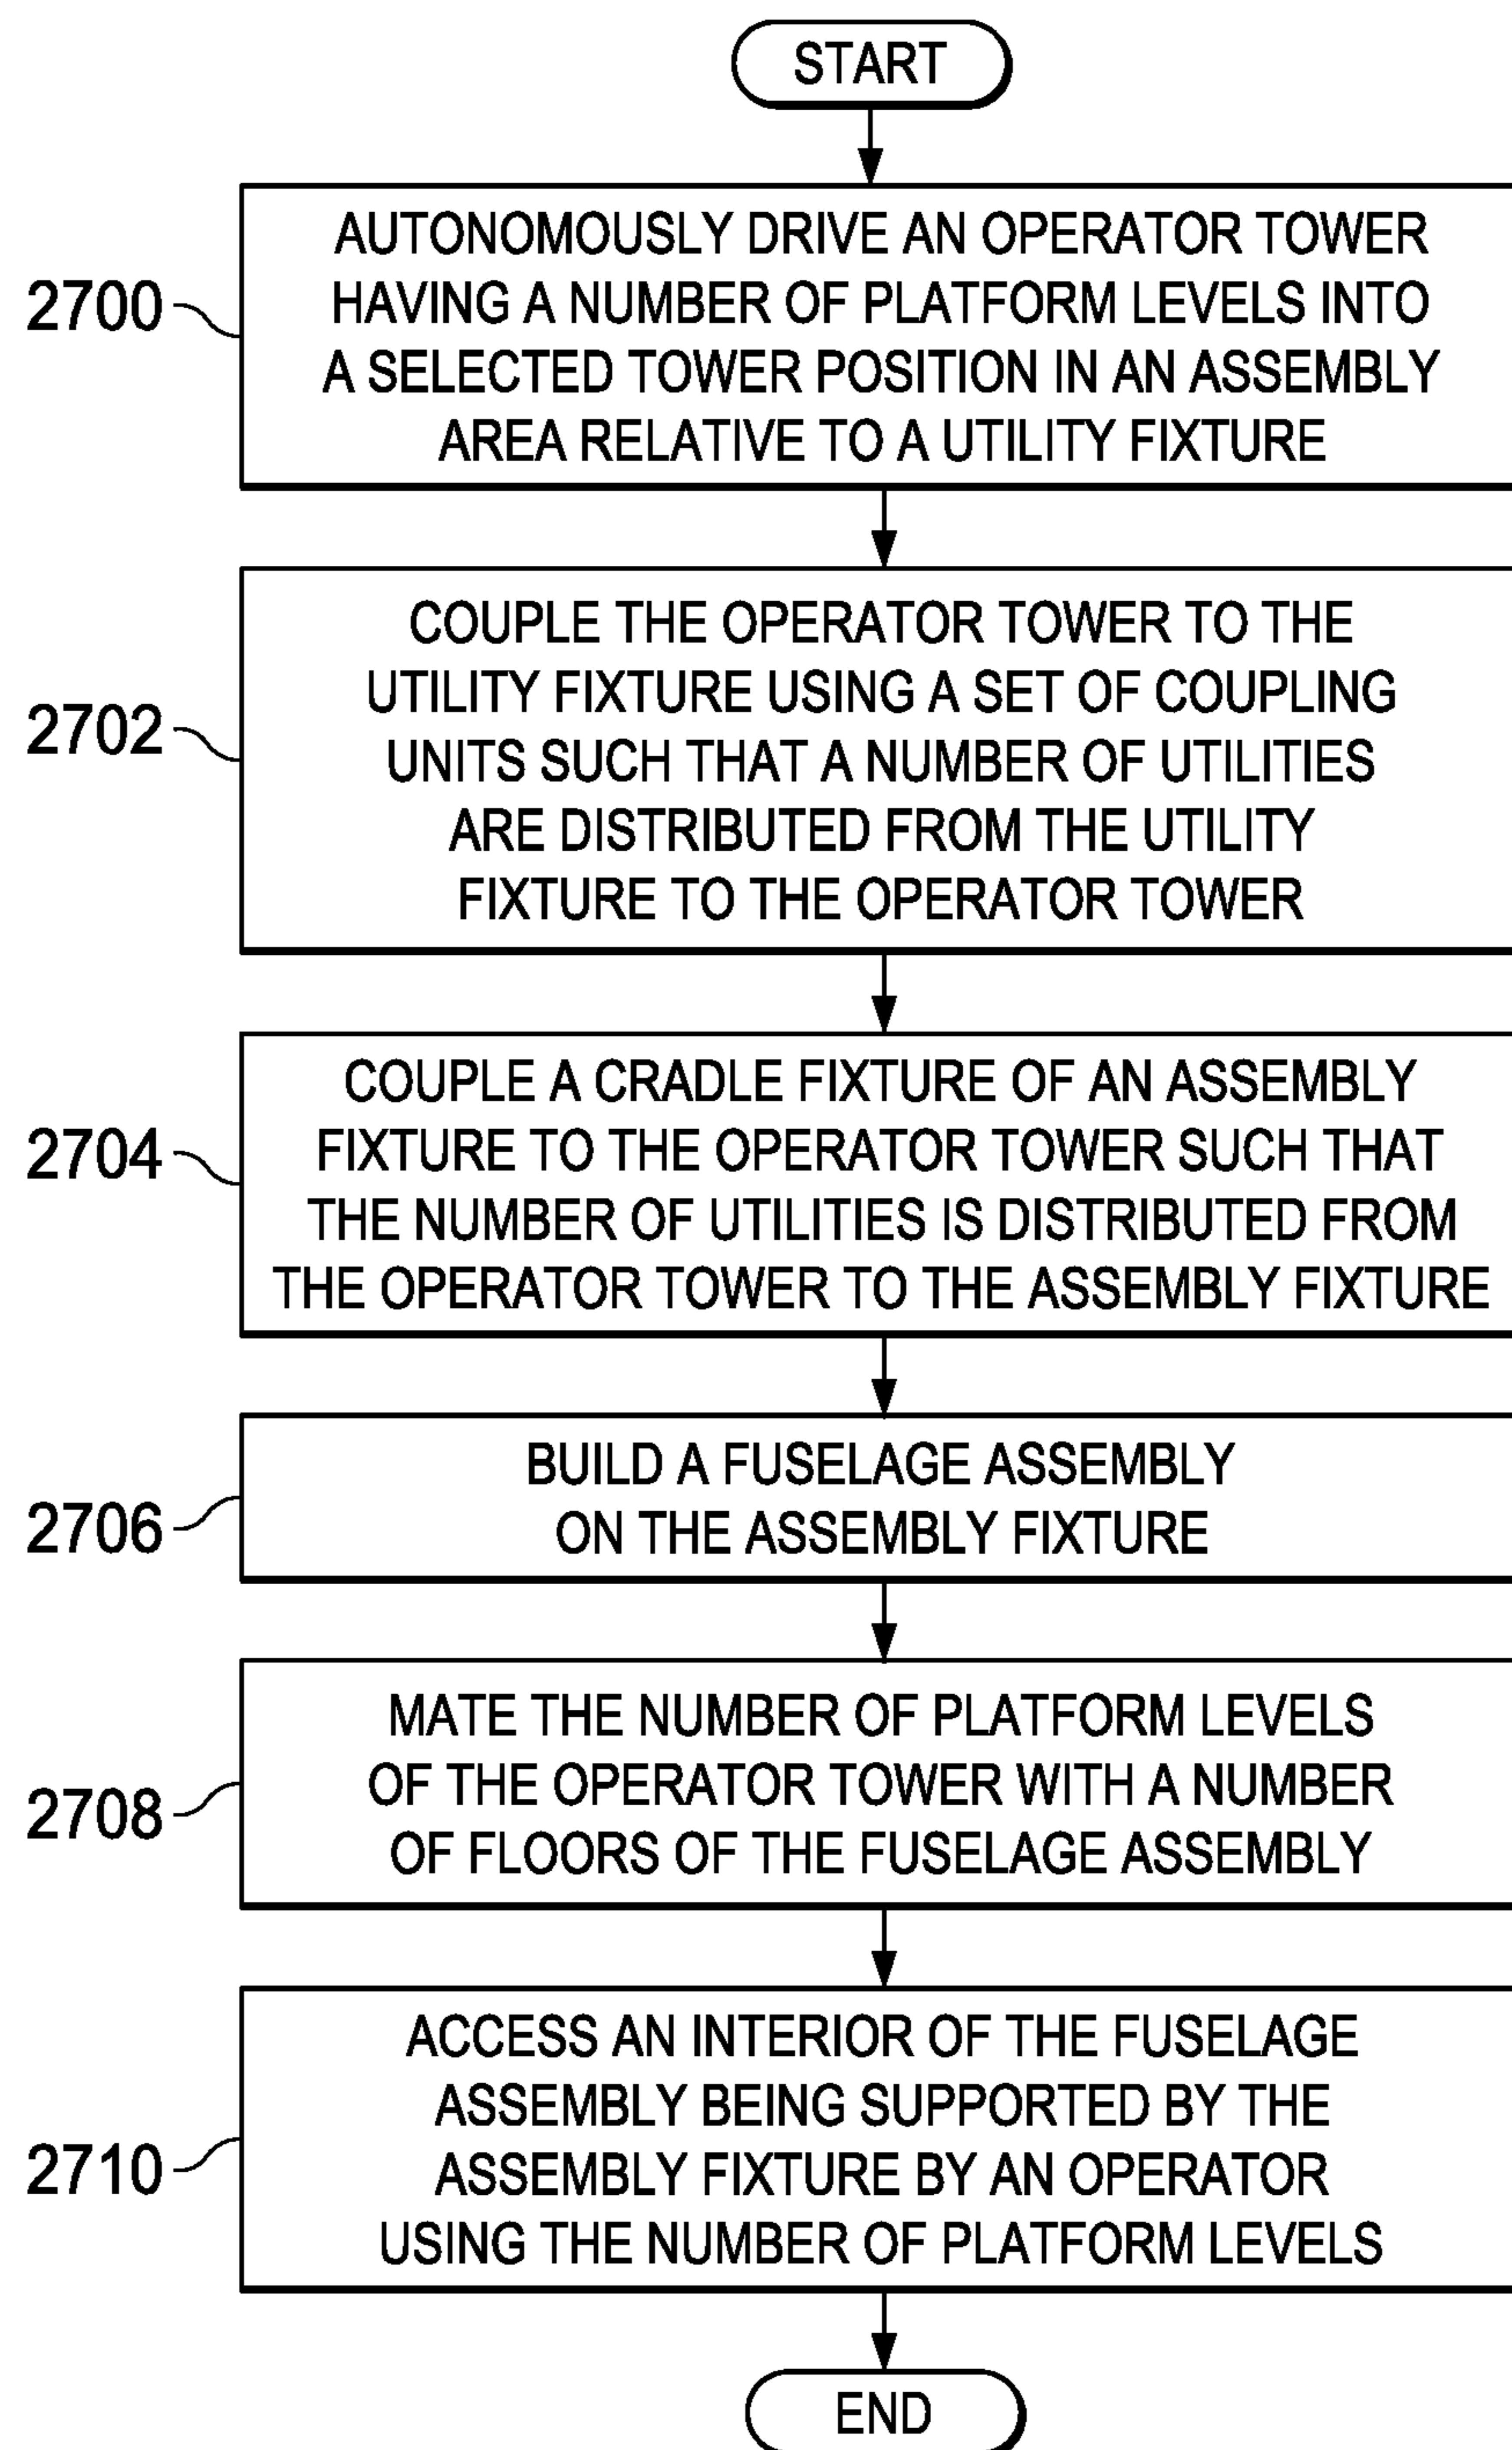 START
2700
AUTONOMOUSLY DRIVE AN OPERATOR TOWER
HAVING A NUMBER OF PLATFORM LEVELS INTO
A SELECTED TOWER POSITION IN AN ASSEMBLY
AREA RELATIVE TO A UTILITY FIXTURE
2702
COUPLE THE OPERATOR TOWER TO THE
UTILITY FIXTURE USING A SET OF COUPLING
UNITS SUCH THAT A NUMBER OF UTILITIES
ARE DISTRIBUTED FROM THE UTILITY
FIXTURE TO THE OPERATOR TOWER
2704
COUPLE A CRADLE FIXTURE OF AN ASSEMBLY
FIXTURE TO THE OPERATOR TOWER SUCH THAT
THE NUMBER OF UTILITIES IS DISTRIBUTED FROM
THE OPERATOR TOWER TO THE ASSEMBLY FIXTURE
2706
BUILD A FUSELAGE ASSEMBLY
ON THE ASSEMBLY FIXTURE
2708
MATE THE NUMBER OF PLATFORM LEVELS
OF THE OPERATOR TOWER WITH A NUMBER
OF FLOORS OF THE FUSELAGE ASSEMBLY
2710
ACCESS AN INTERIOR OF THE FUSELAGE
ASSEMBLY BEING SUPPORTED BY THE
ASSEMBLY FIXTURE BY AN OPERATOR
USING THE NUMBER OF PLATFORM LEVELS
END